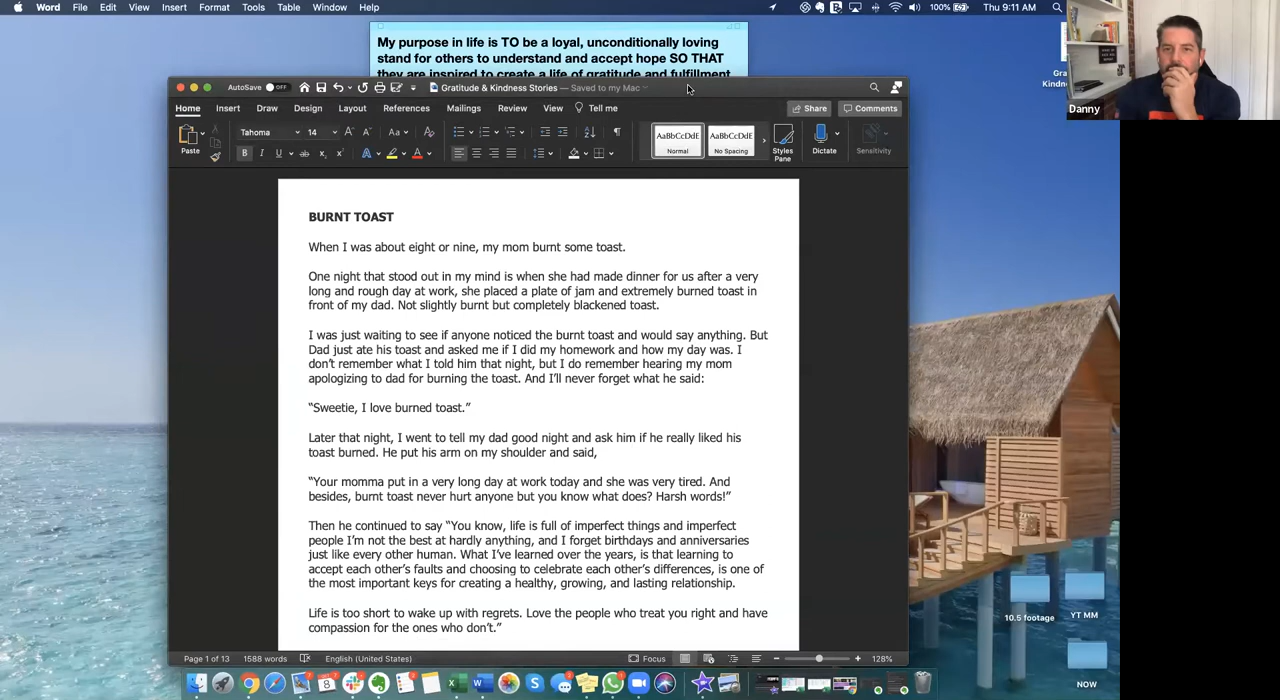 Word File Edit View Insert Format Tools Table Window Help 100% Thu 9:11 AM
My purpose in life is TO be a loyal, unconditionally loving
stand for others to understand and accept hope SO THAT
they are inspired to create a life of gratitude and fulfillment
Danny
AutoSave OFF Gratitude & Kindness Stories — Saved to my Mac
Home Insert Draw Design Layout References Mailings Review View Tell me Share Comments
Paste Tahoma 14 AaBbCcDdE AaBbCcDdE
Normal No Spacing Styles Pane Dictate Sensitivity
BURNT TOAST
When I was about eight or nine, my mom burnt some toast.
One night that stood out in my mind is when she had made dinner for us after a very
long and rough day at work, she placed a plate of jam and extremely burned toast in
front of my dad. Not slightly burnt but completely blackened toast.
I was just waiting to see if anyone noticed the burnt toast and would say anything. But
Dad just ate his toast and asked me if I did my homework and how my day was. I
don’t remember what I told him that night, but I do remember hearing my mom
apologizing to dad for burning the toast. And I’ll never forget what he said:
“Sweetie, I love burned toast.”
Later that night, I went to tell my dad good night and ask him if he really liked his
toast burned. He put his arm on my shoulder and said,
“Your momma put in a very long day at work today and she was very tired. And
besides, burnt toast never hurt anyone but you know what does? Harsh words!”
Then he continued to say “You know, life is full of imperfect things and imperfect
people I’m not the best at hardly anything, and I forget birthdays and anniversaries
just like every other human. What I’ve learned over the years, is that learning to
accept each other’s faults and choosing to celebrate each other’s differences, is one of
the most important keys for creating a healthy, growing, and lasting relationship.
Life is too short to wake up with regrets. Love the people who treat you right and have
compassion for the ones who don’t.”
10.5 footage YT MM
NOW
Page 1 of 13 1588 words English (United States) Focus 128%